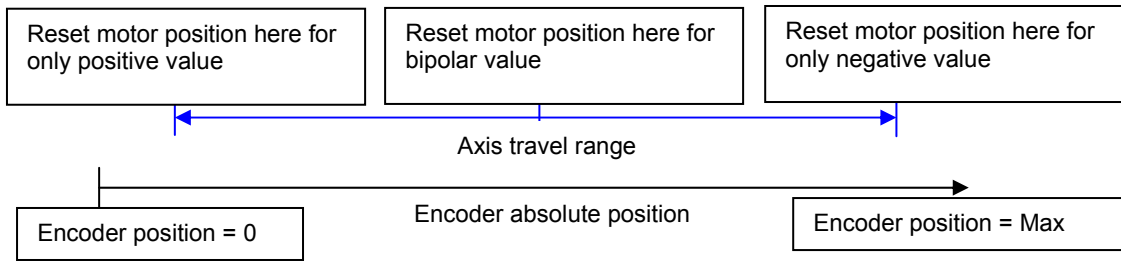 Reset motor position here for
only positive value
Reset motor position here for
bipolar value
Reset motor position here for
only negative value
Axis travel range
Encoder absolute position
Encoder position = 0
Encoder position = Max